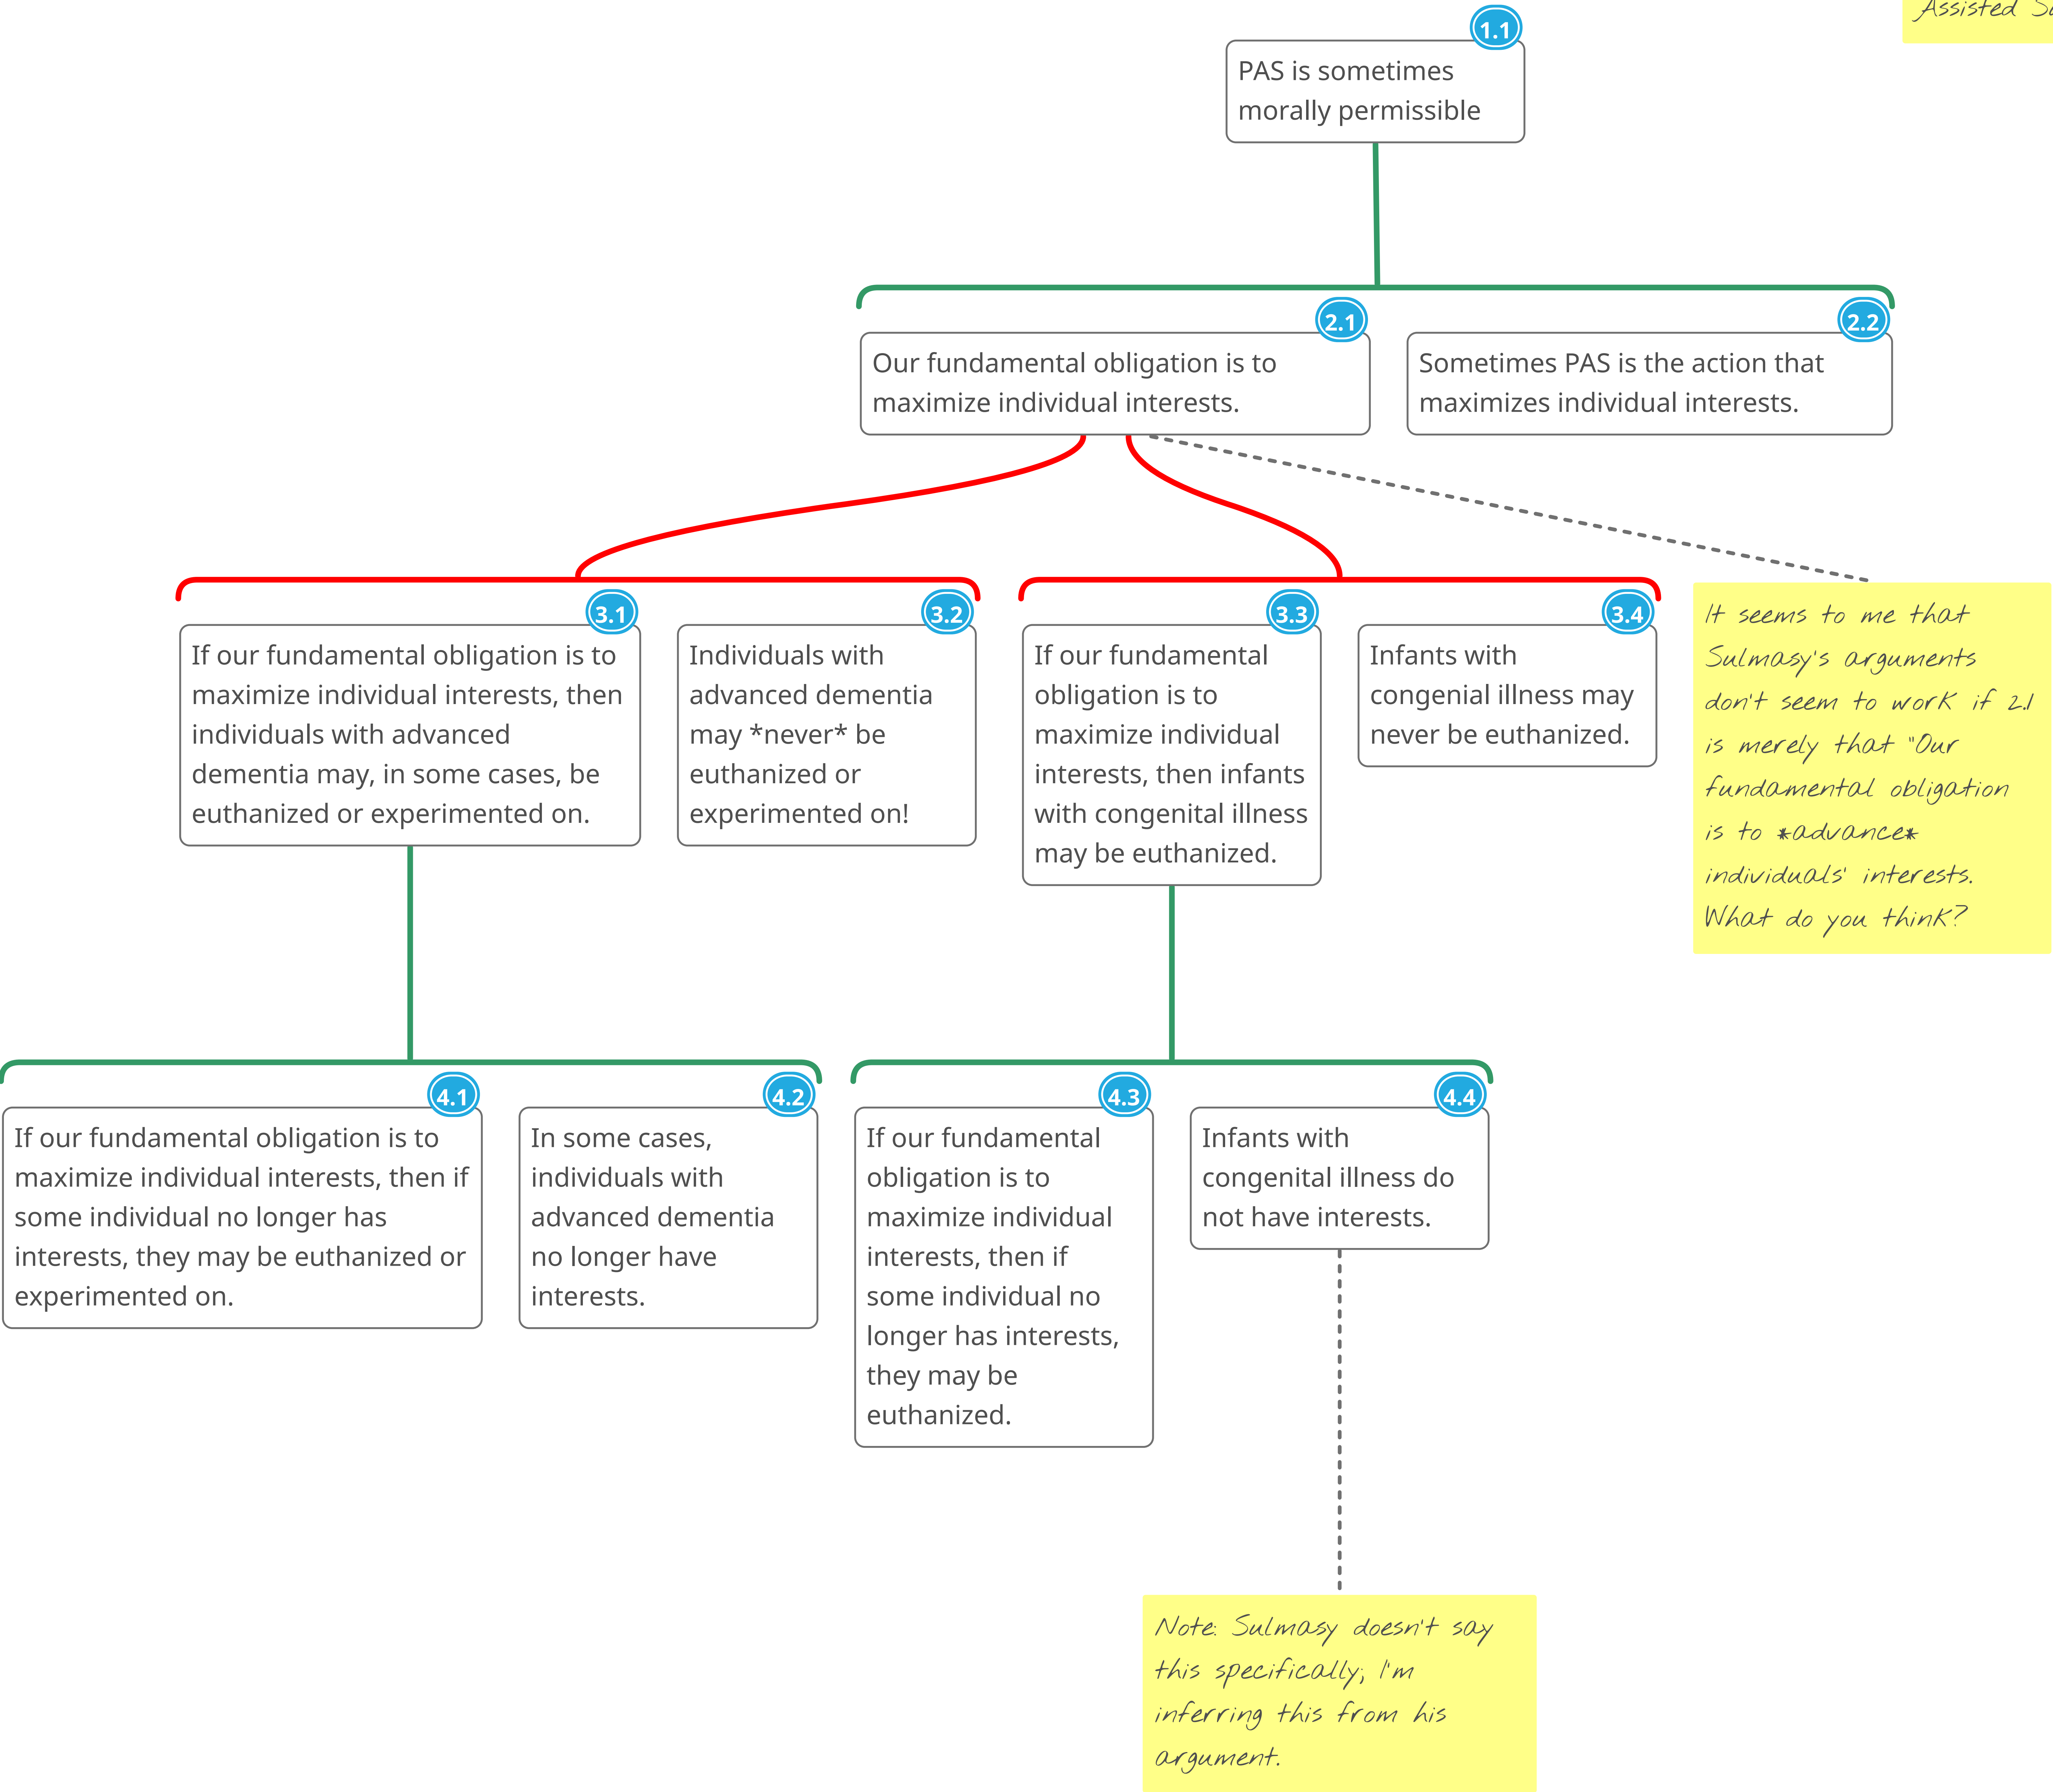 Assisted
1.1
PAS is sometimes
morally permissible
2.1
Our fundamental obligation is to
maximize individual interests.
2.2
Sometimes PAS is the action that
maximizes individual interests.
3.1
If our fundamental obligation is to
maximize individual interests, then
individuals with advanced
dementia may, in some cases, be
euthanized or experimented on.
3.2
Individuals with
advanced dementia
may *never* be
euthanized or
experimented on!
3.3
If our fundamental
obligation is to
maximize individual
interests, then infants
with congenital illness
may be euthanized.
3.4
Infants with
congenial illness may
never be euthanized.
It seems to me that
Sulmasy's arguments
don't seem to work if 2.1
is merely that "Our
fundamental obligation
is to *advance*
individuals' interests.
What do you think?
4.1
If our fundamental obligation is to
maximize individual interests, then if
some individual no longer has
interests, they may be euthanized or
experimented on.
4.2
In some cases,
individuals with
advanced dementia
no longer have
interests.
4.3
If our fundamental
obligation is to
maximize individual
interests, then if
some individual no
longer has interests,
they may be
euthanized.
4.4
Infants with
congenital illness do
not have interests.
Note: Sulmasy doesn't say
this specifically; I'm
inferring this from his
argument.